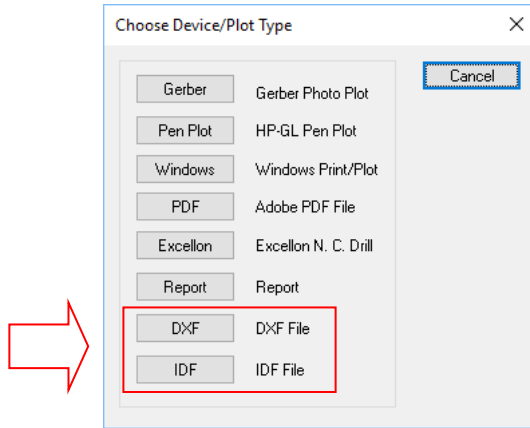 Choose Device/Plot Type
Cancel
Gerber Gerber Photo Plot
Pen Plot HP-GL Pen Plot
Windows Windows Print/Plot
PDF Adobe PDF File
Excellon Excellon N. C. Drill
Report Report
DXF DXF File
IDF IDF File